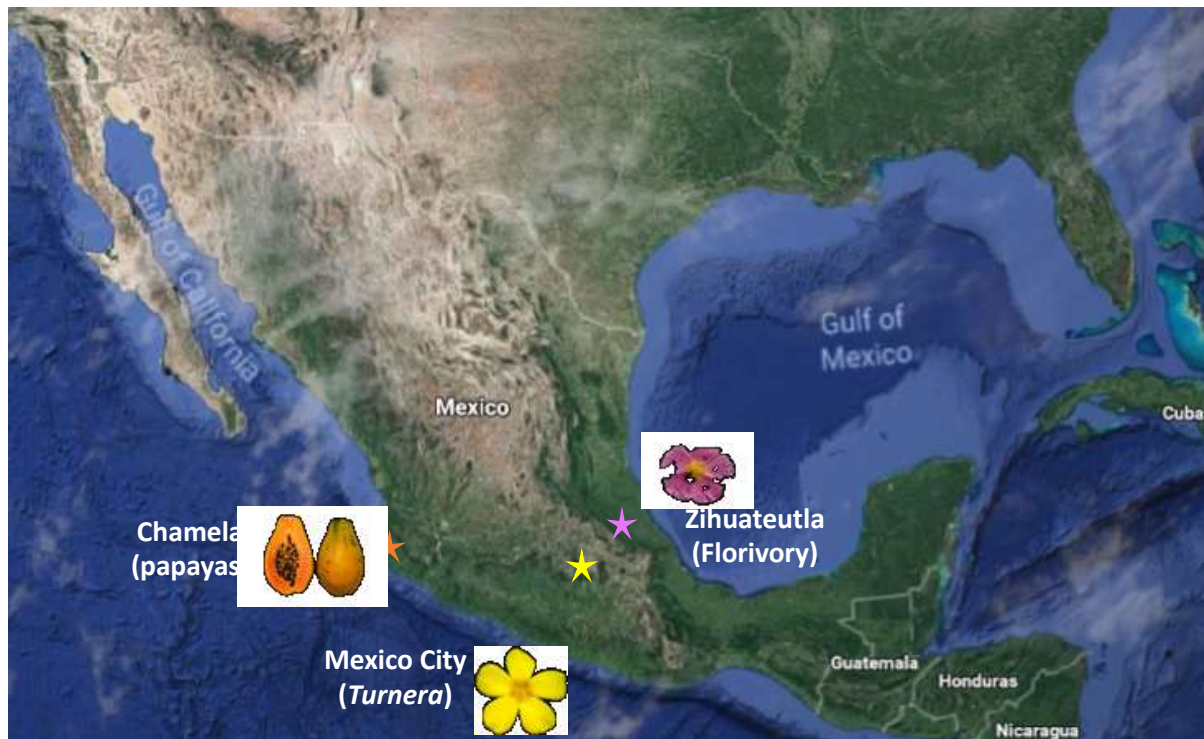 Gulf of California
Gulf of
Mexico
Mexico
Cuba
Chamela
(papayas
Zihuateutla
(Florivory)
Mexico City
(Turnera)
Guatemala
Honduras
Nicaragua